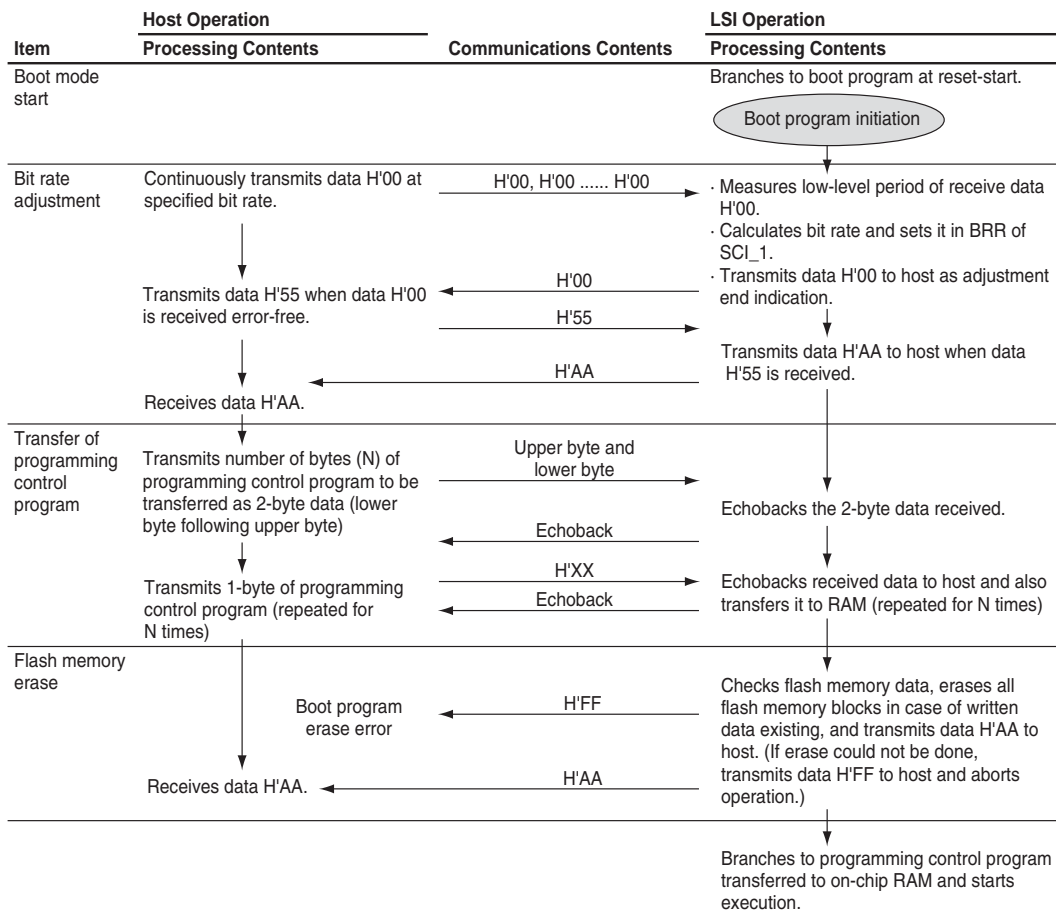 Host Operation
LSI Operation
Item
Processing Contents
Communications Contents
Processing Contents
Boot mode
start
Branches to boot program at reset-start.
Boot program initiation
Bit rate
adjustment
Continuously transmits data H'00 at
specified bit rate.
H'00, H'00 ...... H'00
· Measures low-level period of receive data
H'00.
· Calculates bit rate and sets it in BRR of
SCI_1.
· Transmits data H'00 to host as adjustment
end indication.
H'00
Transmits data H'55 when data H'00
is received error-free.
H'55
Transmits data H'AA to host when data
H'55 is received.
H'AA
Receives data H'AA.
Transfer of
programming
control
program
Transmits number of bytes (N) of
programming control program to be
transferred as 2-byte data (lower
byte following upper byte)
Upper byte and
lower byte
Echobacks the 2-byte data received.
Echoback
Transmits 1-byte of programming
control program (repeated for
N times)
H'XX
Echoback
Echobacks received data to host and also
transfers it to RAM (repeated for N times)
Flash memory
erase
Boot program
erase error
H'FF
Checks flash memory data, erases all
flash memory blocks in case of written
data existing, and transmits data H'AA to
host. (If erase could not be done,
transmits data H'FF to host and aborts
operation.)
Receives data H'AA.
H'AA
Branches to programming control program
transferred to on-chip RAM and starts
execution.